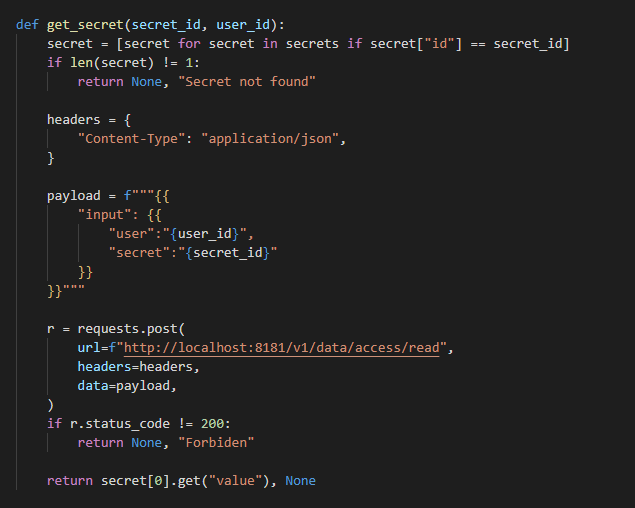 def get_secret(secret_id, user_id):
    secret = [secret for secret in secrets if secret["id"] == secret_id]
    if len(secret) != 1:
        return None, "Secret not found"

    headers = {
        "Content-Type": "application/json",
    }

    payload = f"""{{
        "input": {{
            "user":"{user_id}",
            "secret":"{secret_id}"
        }}
    }}"""

    r = requests.post(
        url=f"http://localhost:8181/v1/data/access/read",
        headers=headers,
        data=payload,
    )
    if r.status_code != 200:
        return None, "Forbiden"

    return secret[0].get("value"), None